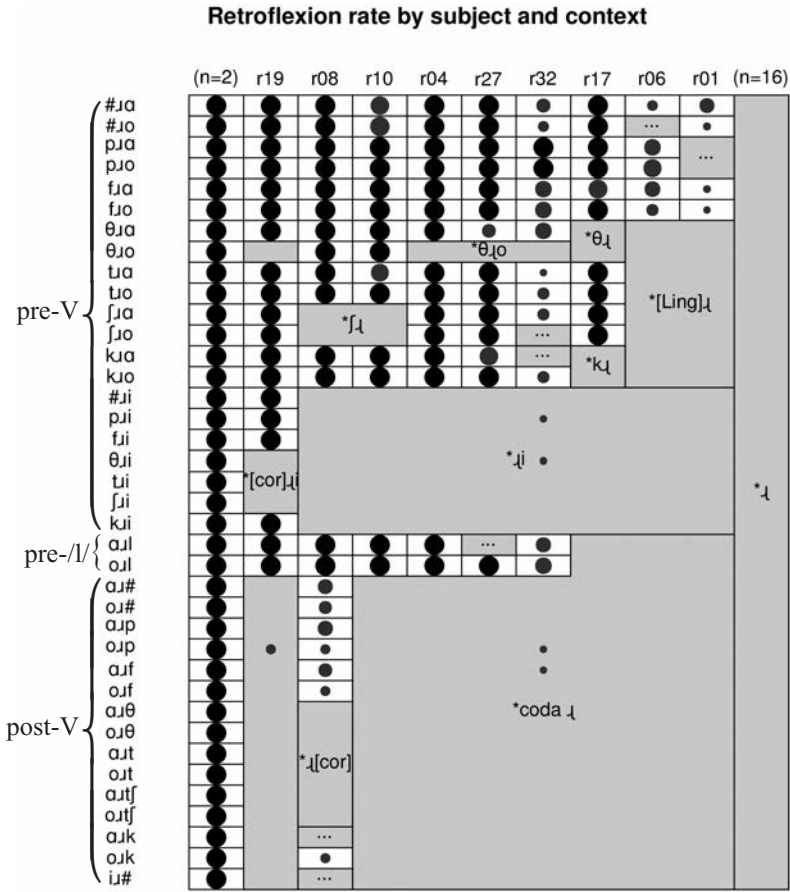 Retroflexion rate by subject and context
(n=2) r19 r08 r10 r04 r27 r32 r17 r06 r01 (n=16)
#ɹɑ
#ɹo ...
pɹɑ ...
pɹo
fɹɑ
fɹo
θɹɑ *θɻ
θɹo *θɻo
tɹɑ
tɹo *[Ling]ɻ
pre-V ʃɹɑ *ʃɻ
ʃɹo ...
kɹɑ ... *kɻ
kɹo
#ɹi
pɹi
fɹi
θɹi *ɻi
tɹi *[cor]ɻi *ɻ
ʃɹi
kɹi
pre-/l/ ɑɹl ...
oɹl
ɑɹ#
oɹ#
ɑɹp
oɹp
ɑɹf
oɹf
ɑɹθ *coda ɻ
post-V oɹθ
ɑɹt *ɻ[cor]
oɹt
ɑɹtʃ
oɹtʃ
ɑɹk ...
oɹk
iɹ# ...